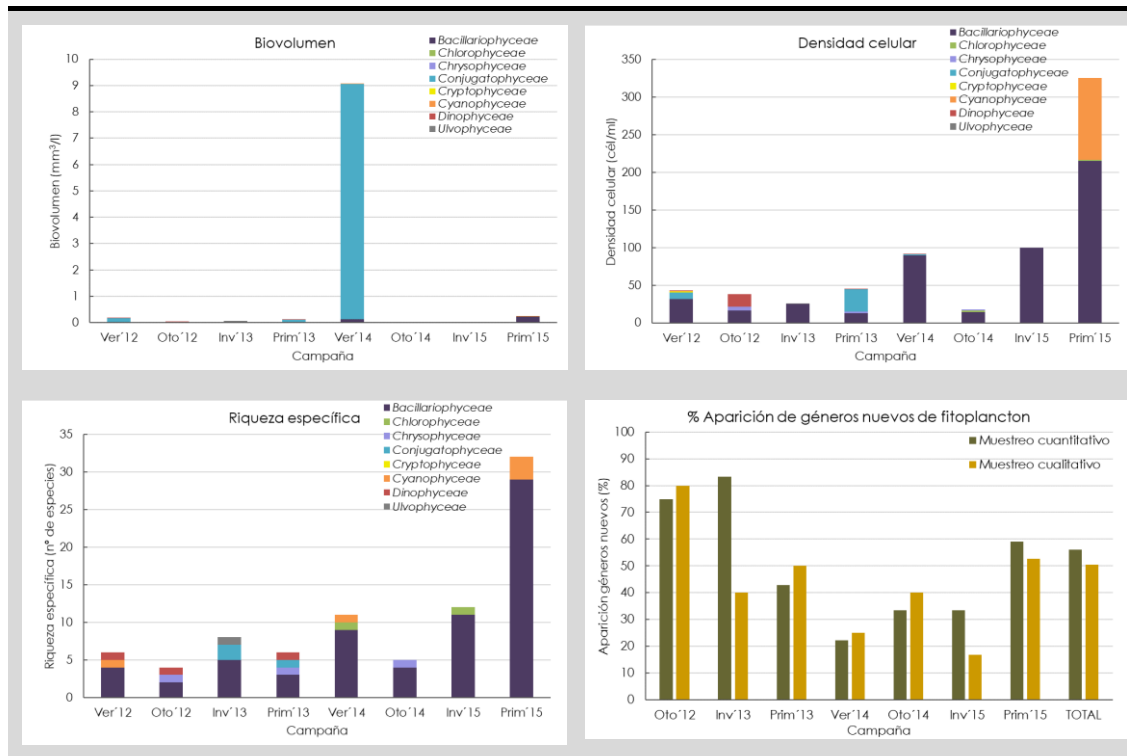 Biovolumen
Bacillariophyceae
Chlorophyceae
Chrysophyceae
Conjugatophyceae
Cryptophyceae
Cyanophyceae
Dinophyceae
Ulvophyceae
Biovolumen (mm³/l)
10
9
8
7
6
5
4
3
2
1
0
Ver´12 Oto´12 Inv´13 Prim´13 Ver´14 Oto´14 Inv´15 Prim´15
Campaña
Densidad celular
Bacillariophyceae
Chlorophyceae
Chrysophyceae
Conjugatophyceae
Cryptophyceae
Cyanophyceae
Dinophyceae
Ulvophyceae
Densidad celular (cél/ml)
350
300
250
200
150
100
50
0
Ver´12 Oto´12 Inv´13 Prim´13 Ver´14 Oto´14 Inv´15 Prim´15
Campaña
Riqueza específica
Bacillariophyceae
Chlorophyceae
Chrysophyceae
Conjugatophyceae
Cryptophyceae
Cyanophyceae
Dinophyceae
Ulvophyceae
Riqueza específica (nº de especies)
35
30
25
20
15
10
5
0
Ver´12 Oto´12 Inv´13 Prim´13 Ver´14 Oto´14 Inv´15 Prim´15
Campaña
% Aparición de géneros nuevos de fitoplancton
Muestreo cuantitativo
Muestreo cualitativo
Aparición géneros nuevos (%)
100
90
80
70
60
50
40
30
20
10
0
Oto´12 Inv´13 Prim´13 Ver´14 Oto´14 Inv´15 Prim´15 TOTAL
Campaña